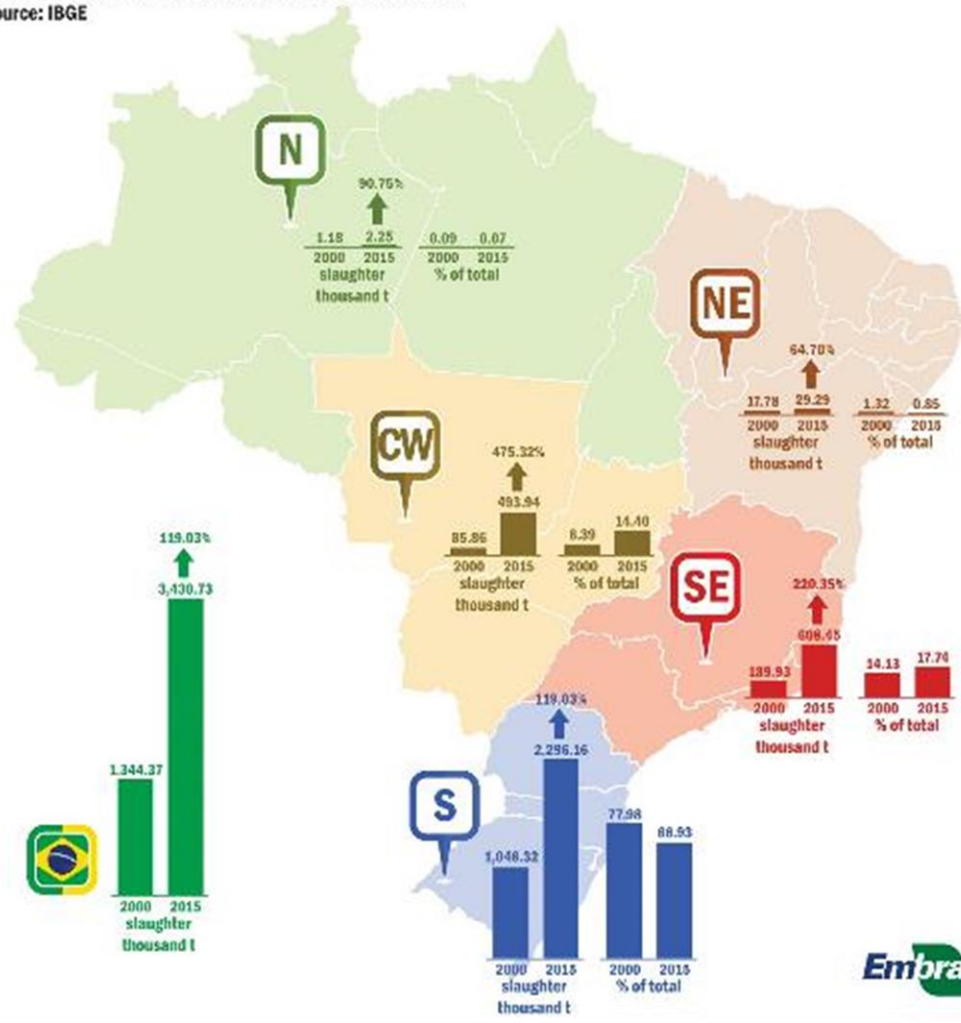 ource: IBGE
N
90.75%
1.18 2.25 0.09 0.07
2000 2015 2000 2015
slaughter % of total
thousand t
NE
64.70%
17.78 29.29 1.32 0.85
2000 2015 2000 2015
slaughter % of total
thousand t
CW
475.32%
493.94
85.86 8.39 14.40
2000 2015 2000 2015
slaughter % of total
thousand t
SE
220.35%
608.45
189.93 14.13 17.74
2000 2015 2000 2015
slaughter % of total
thousand t
119.03%
3,430.73
1.344.37
2000 2015
slaughter
thousand t
S
119.03%
2.296.16
1,048.32 77.98 68.93
2000 2015 2000 2015
slaughter % of total
thousand t
Embra